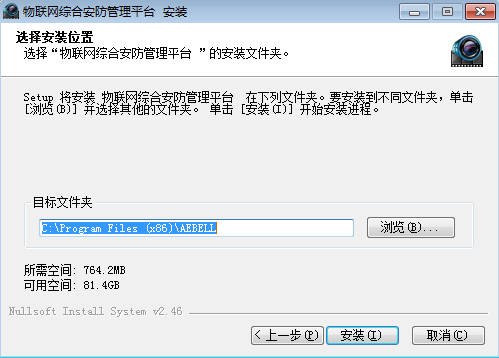 物联网综合安防管理平台 安装
选择安装位置
选择“物联网综合安防管理平台 ”的安装文件夹。
Setup 将安装 物联网综合安防管理平台 在下列文件夹。要安装到不同文件夹，单击
[浏览(B)] 并选择其他的文件夹。 单击 [安装(I)] 开始安装进程。
目标文件夹
C:\Program Files (x86)\AEBELL
浏览(B)...
所需空间: 764.2MB
可用空间: 81.4GB
Nullsoft Install System v2.46
< 上一步(P)
安装(I)
取消(C)